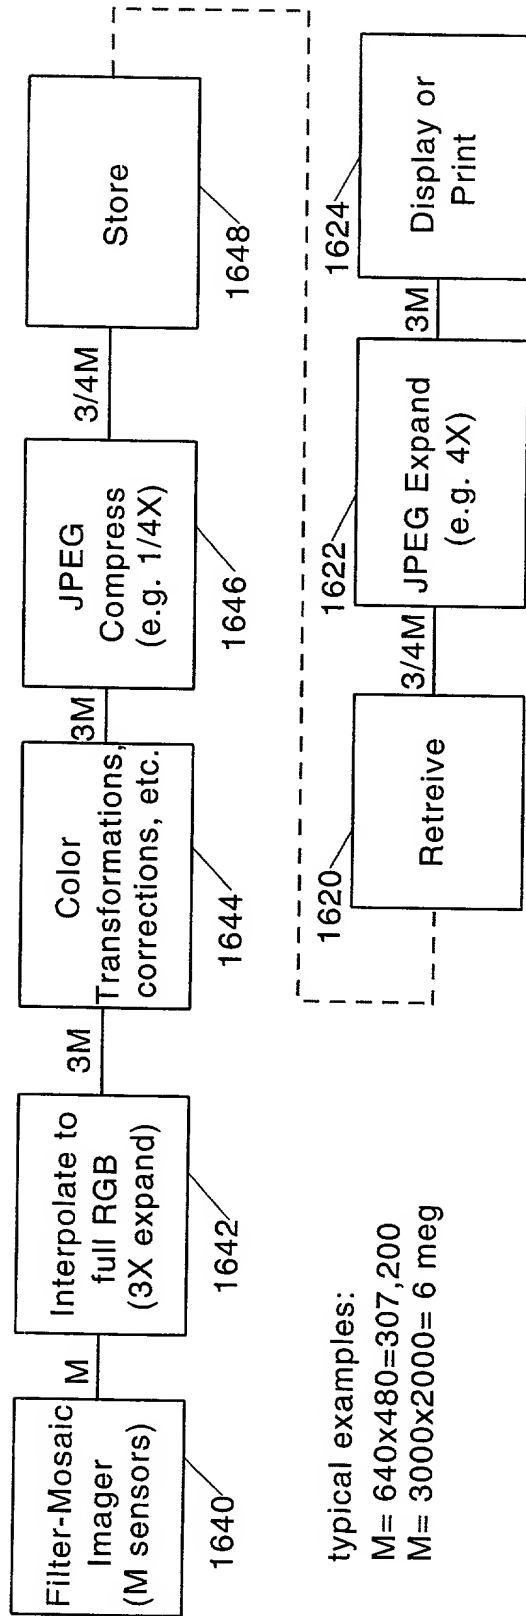 Filter-Mosaic
Imager
(M sensors)
1640
M
Interpolate to
full RGB
(3X expand)
1642
3M
Color
Transformations,
corrections, etc.
1644
3M
JPEG
Compress
(e.g. 1/4X)
1646
3/4M
Store
1648
Retreive
1620
3/4M
JPEG Expand
(e.g. 4X)
1622
3M
Display or
Print
1624
typical examples:
M= 640x480=307,200
M= 3000x2000= 6 meg